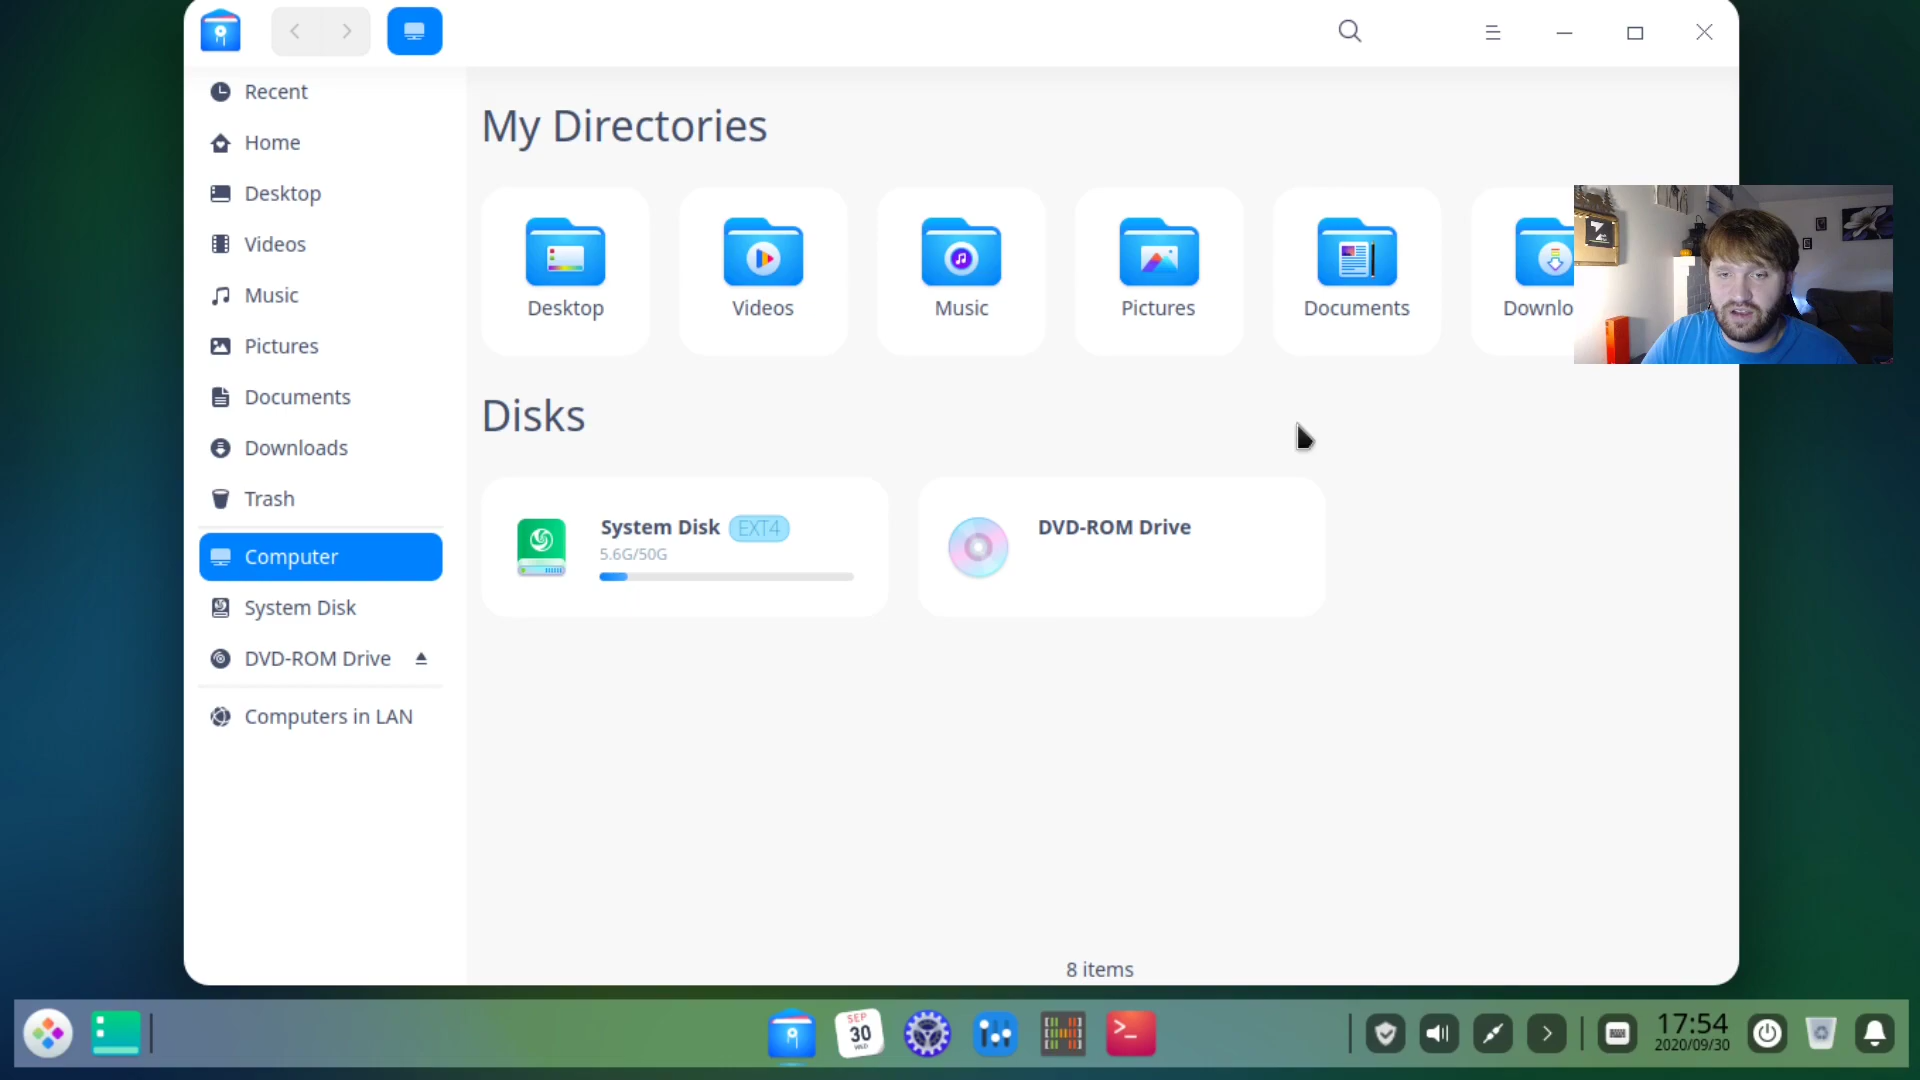 Recent
Home
Desktop
Videos
Music
Pictures
Documents
Downloads
Trash
Computer
System Disk
DVD-ROM Drive
Computers in LAN
My Directories
Desktop
Videos
Music
Pictures
Documents
Downlo
Disks
System Disk EXT4
5.6G/50G
DVD-ROM Drive
8 items
SEP
30
WED
>_
17:54
2020/09/30